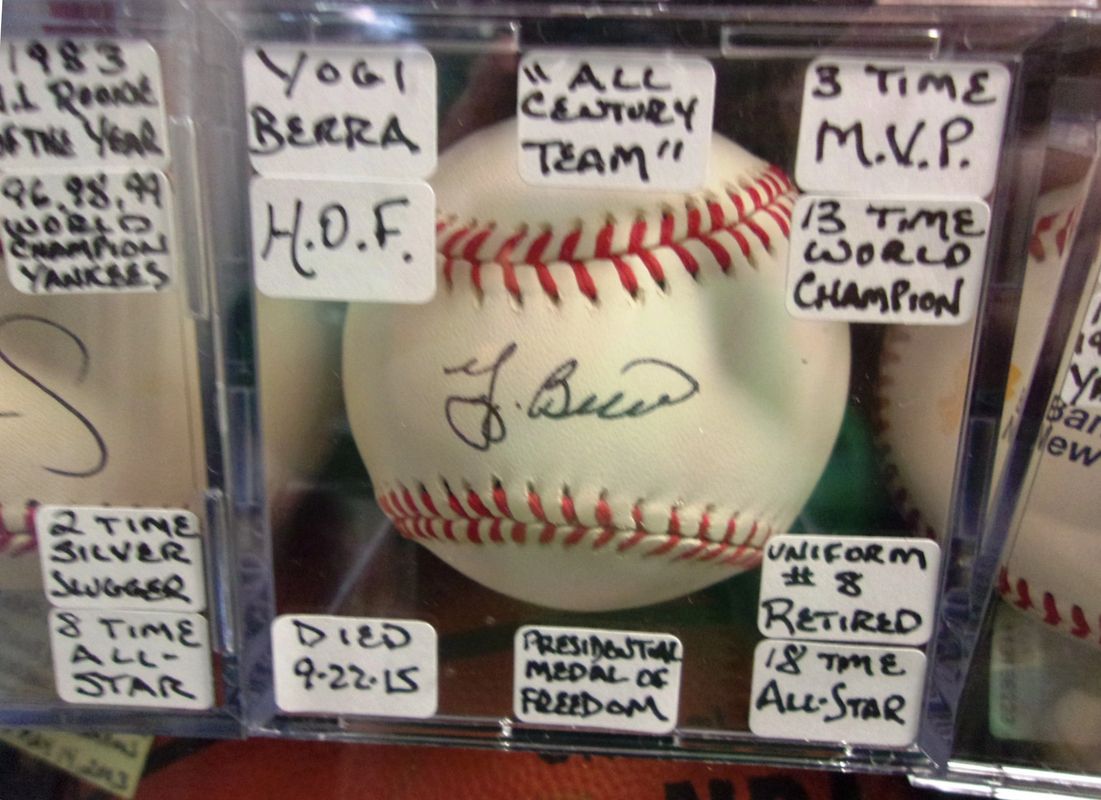 1983
ROOKIE
OF THE YEAR
96,98,99
WORLD
CHAMPION
YANKEES
2 TIME
SILVER
SLUGGER
8 TIME
ALL-
STAR
YOGI
BERRA
H.O.F.
"ALL
CENTURY
TEAM"
3 TIME
M.V.P.
13 TIME
WORLD
CHAMPION
Y. Berra
DIED
9-22-15
PRESIDENTIAL
MEDAL OF
FREEDOM
UNIFORM
# 8
RETIRED
18 TIME
ALL-STAR